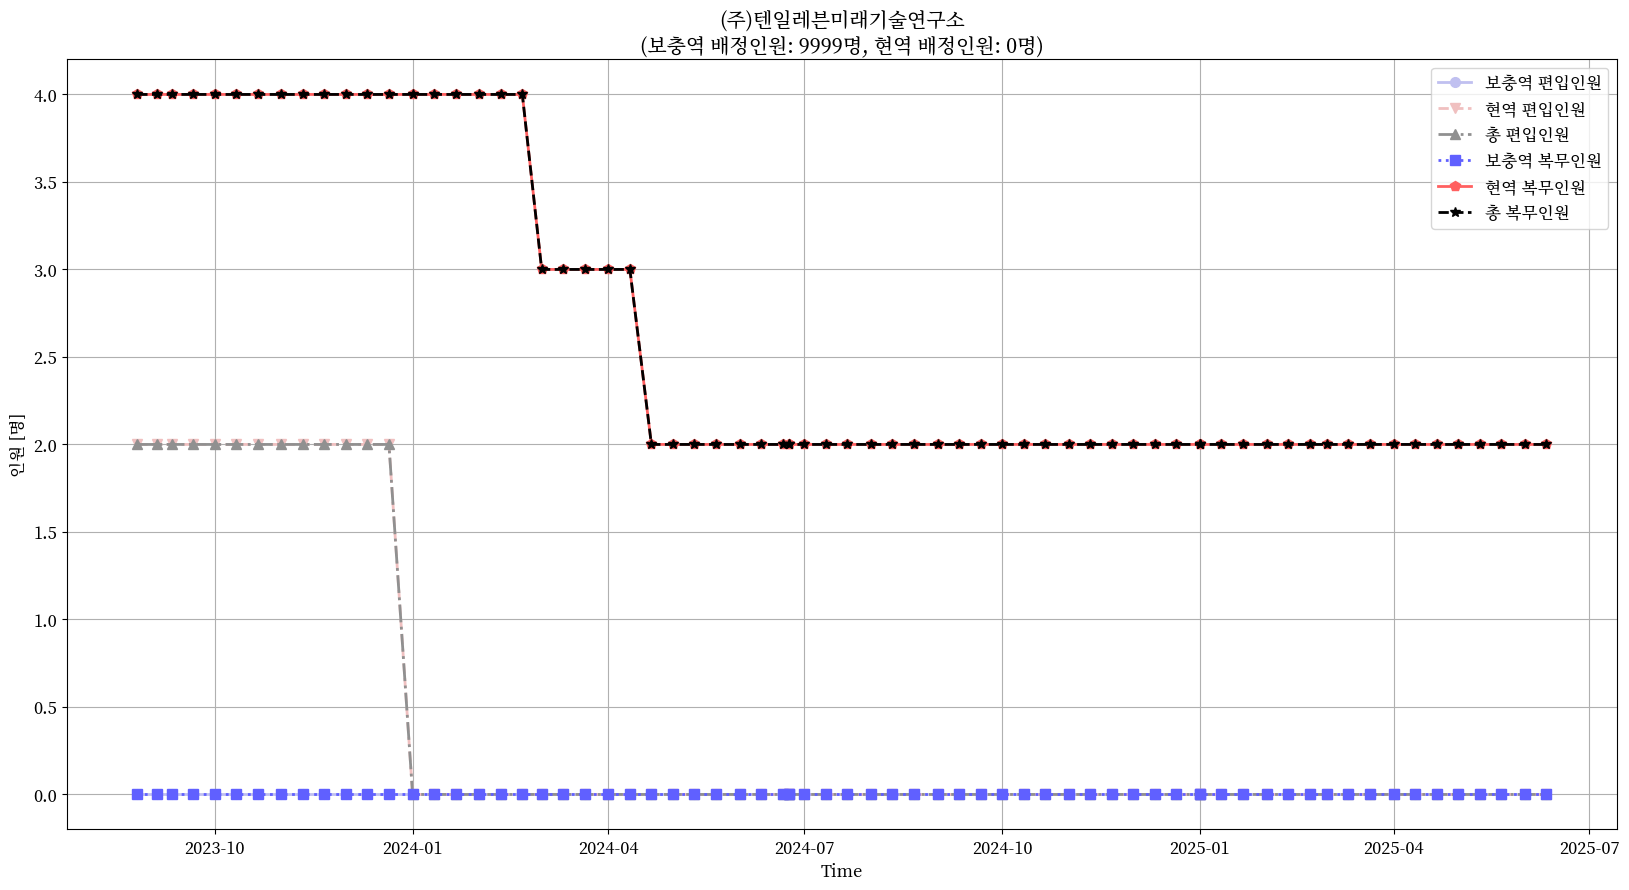 (주)텐일레븐미래기술연구소
(보충역 배정인원: 9999명, 현역 배정인원: 0명)
보충역 편입인원
현역 편입인원
총 편입인원
보충역 복무인원
현역 복무인원
총 복무인원
인원 [명]
4.0
3.5
3.0
2.5
2.0
1.5
1.0
0.5
0.0
2023-10
2024-01
2024-04
2024-07
2024-10
2025-01
2025-04
2025-07
Time